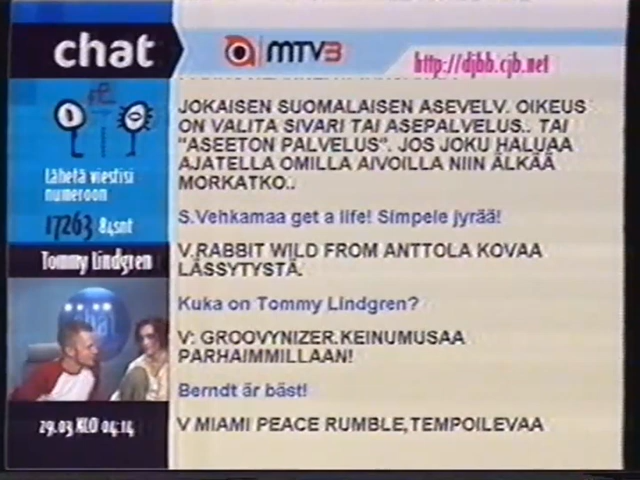 chat
MTV3
http://djbb.cjb.net
Lähetä viestisi
numeroon
17263 84snt
Tommy Lindgren
chat
29.03 KLO 04:14
JOKAISEN SUOMALAISEN ASEVELV. OIKEUS
ON VALITA SIVARI TAI ASEPALVELUS.. TAI
"ASEETON PALVELUS". JOS JOKU HALUAA
AJATELLA OMILLA AIVOILLA NIIN ÄLKÄÄ
MORKATKO..
S.Vehkamaa get a life! Simpele jyrää!
V.RABBIT WILD FROM ANTTOLA KOVAA
LÄSSYTYSTÄ.
Kuka on Tommy Lindgren?
V: GROOVYNIZER.KEINUMUSAA
PARHAIMMILLAAN!
Berndt är bäst!
V MIAMI PEACE RUMBLE,TEMPOILEVAA